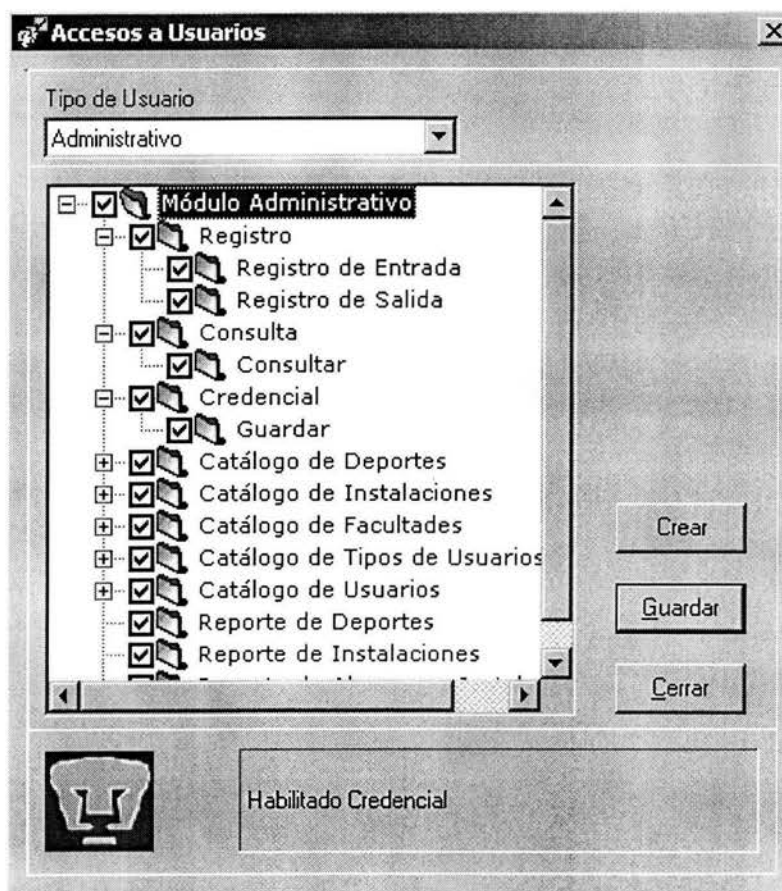 Accesos a Usuarios
Tipo de Usuario
Administrativo
Módulo Administrativo
Registro
Registro de Entrada
Registro de Salida
Consulta
Consultar
Credencial
Guardar
Catálogo de Deportes
Catálogo de Instalaciones
Catálogo de Facultades
Catálogo de Tipos de Usuarios
Catálogo de Usuarios
Reporte de Deportes
Reporte de Instalaciones
Crear
Guardar
Cerrar
Habilitado Credencial